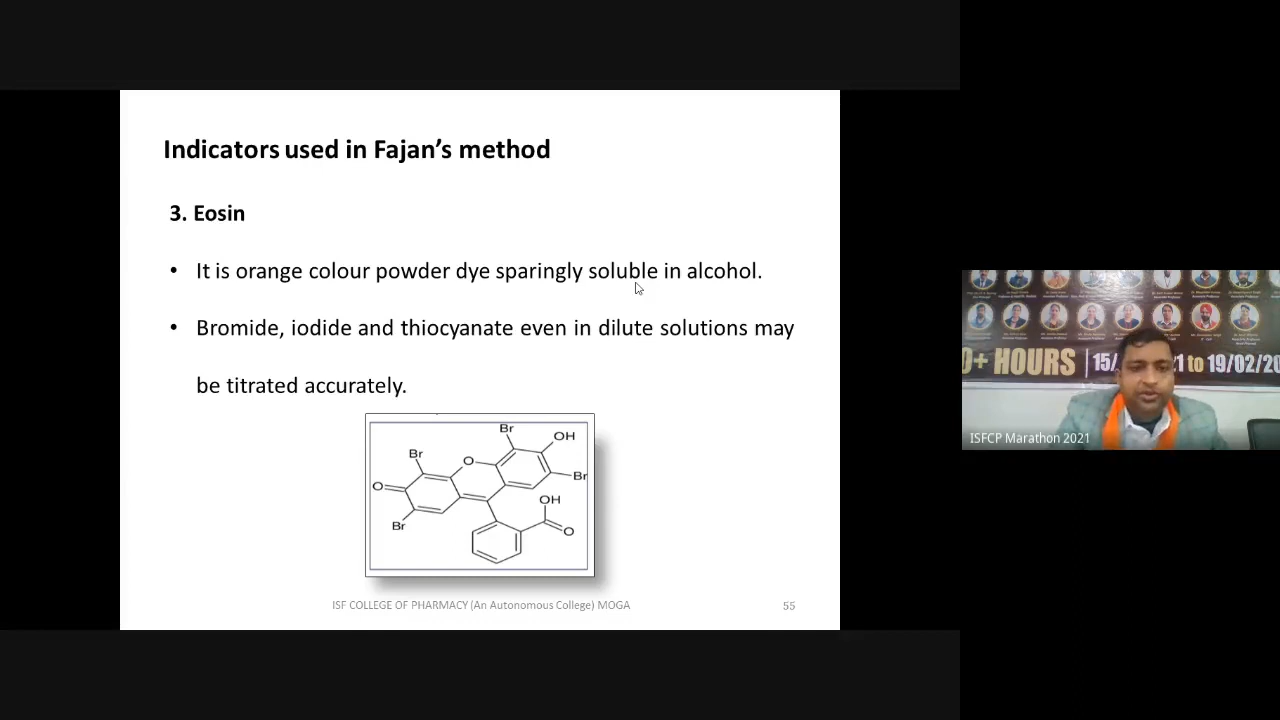 Indicators used in Fajan’s method
3. Eosin
• It is orange colour powder dye sparingly soluble in alcohol.
• Bromide, iodide and thiocyanate even in dilute solutions may
be titrated accurately.
Br
OH
Br
O
Br
O
OH
Br
O
ISF COLLEGE OF PHARMACY (An Autonomous College) MOGA
55
0+ HOURS
15/
21 to 19/02/20
ISFCP Marathon 2021